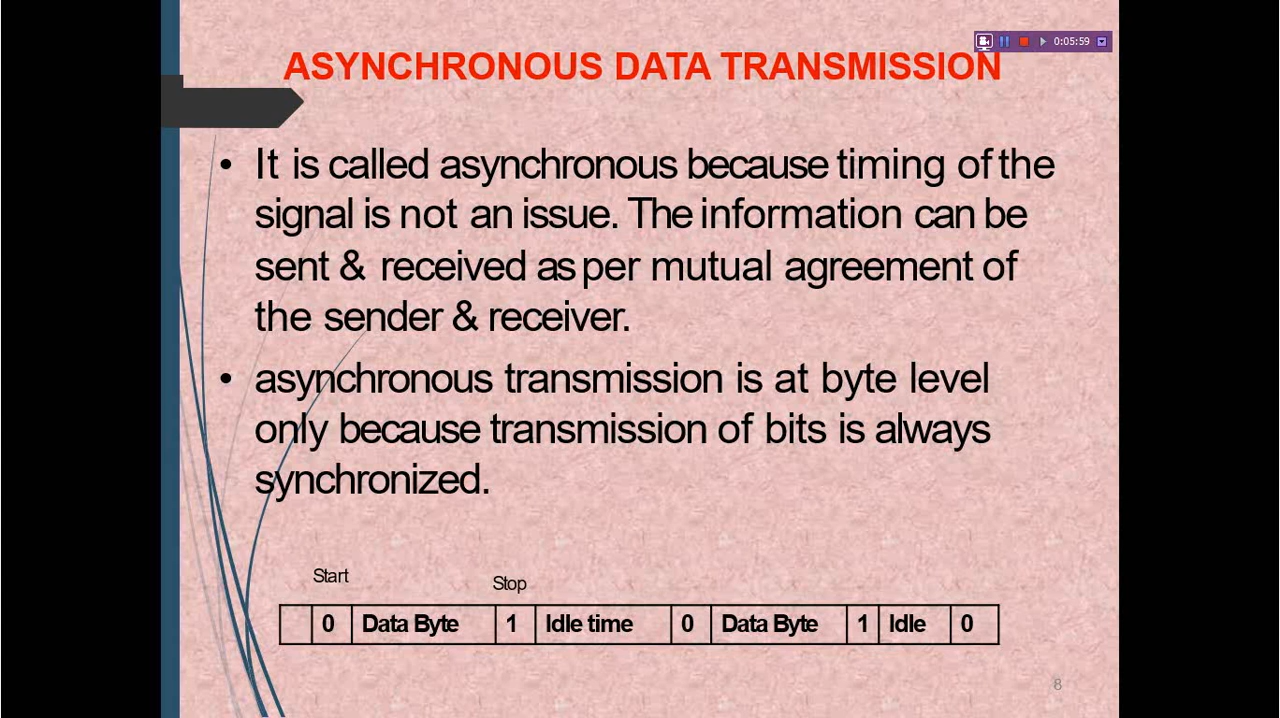 0:05:59
ASYNCHRONOUS DATA TRANSMISSION
• It is called asynchronous because timing of the
signal is not an issue. The information can be
sent & received as per mutual agreement of
the sender & receiver.
• asynchronous transmission is at byte level
only because transmission of bits is always
synchronized.
Start
Stop
0 Data Byte 1 Idle time 0 Data Byte 1 Idle 0
8